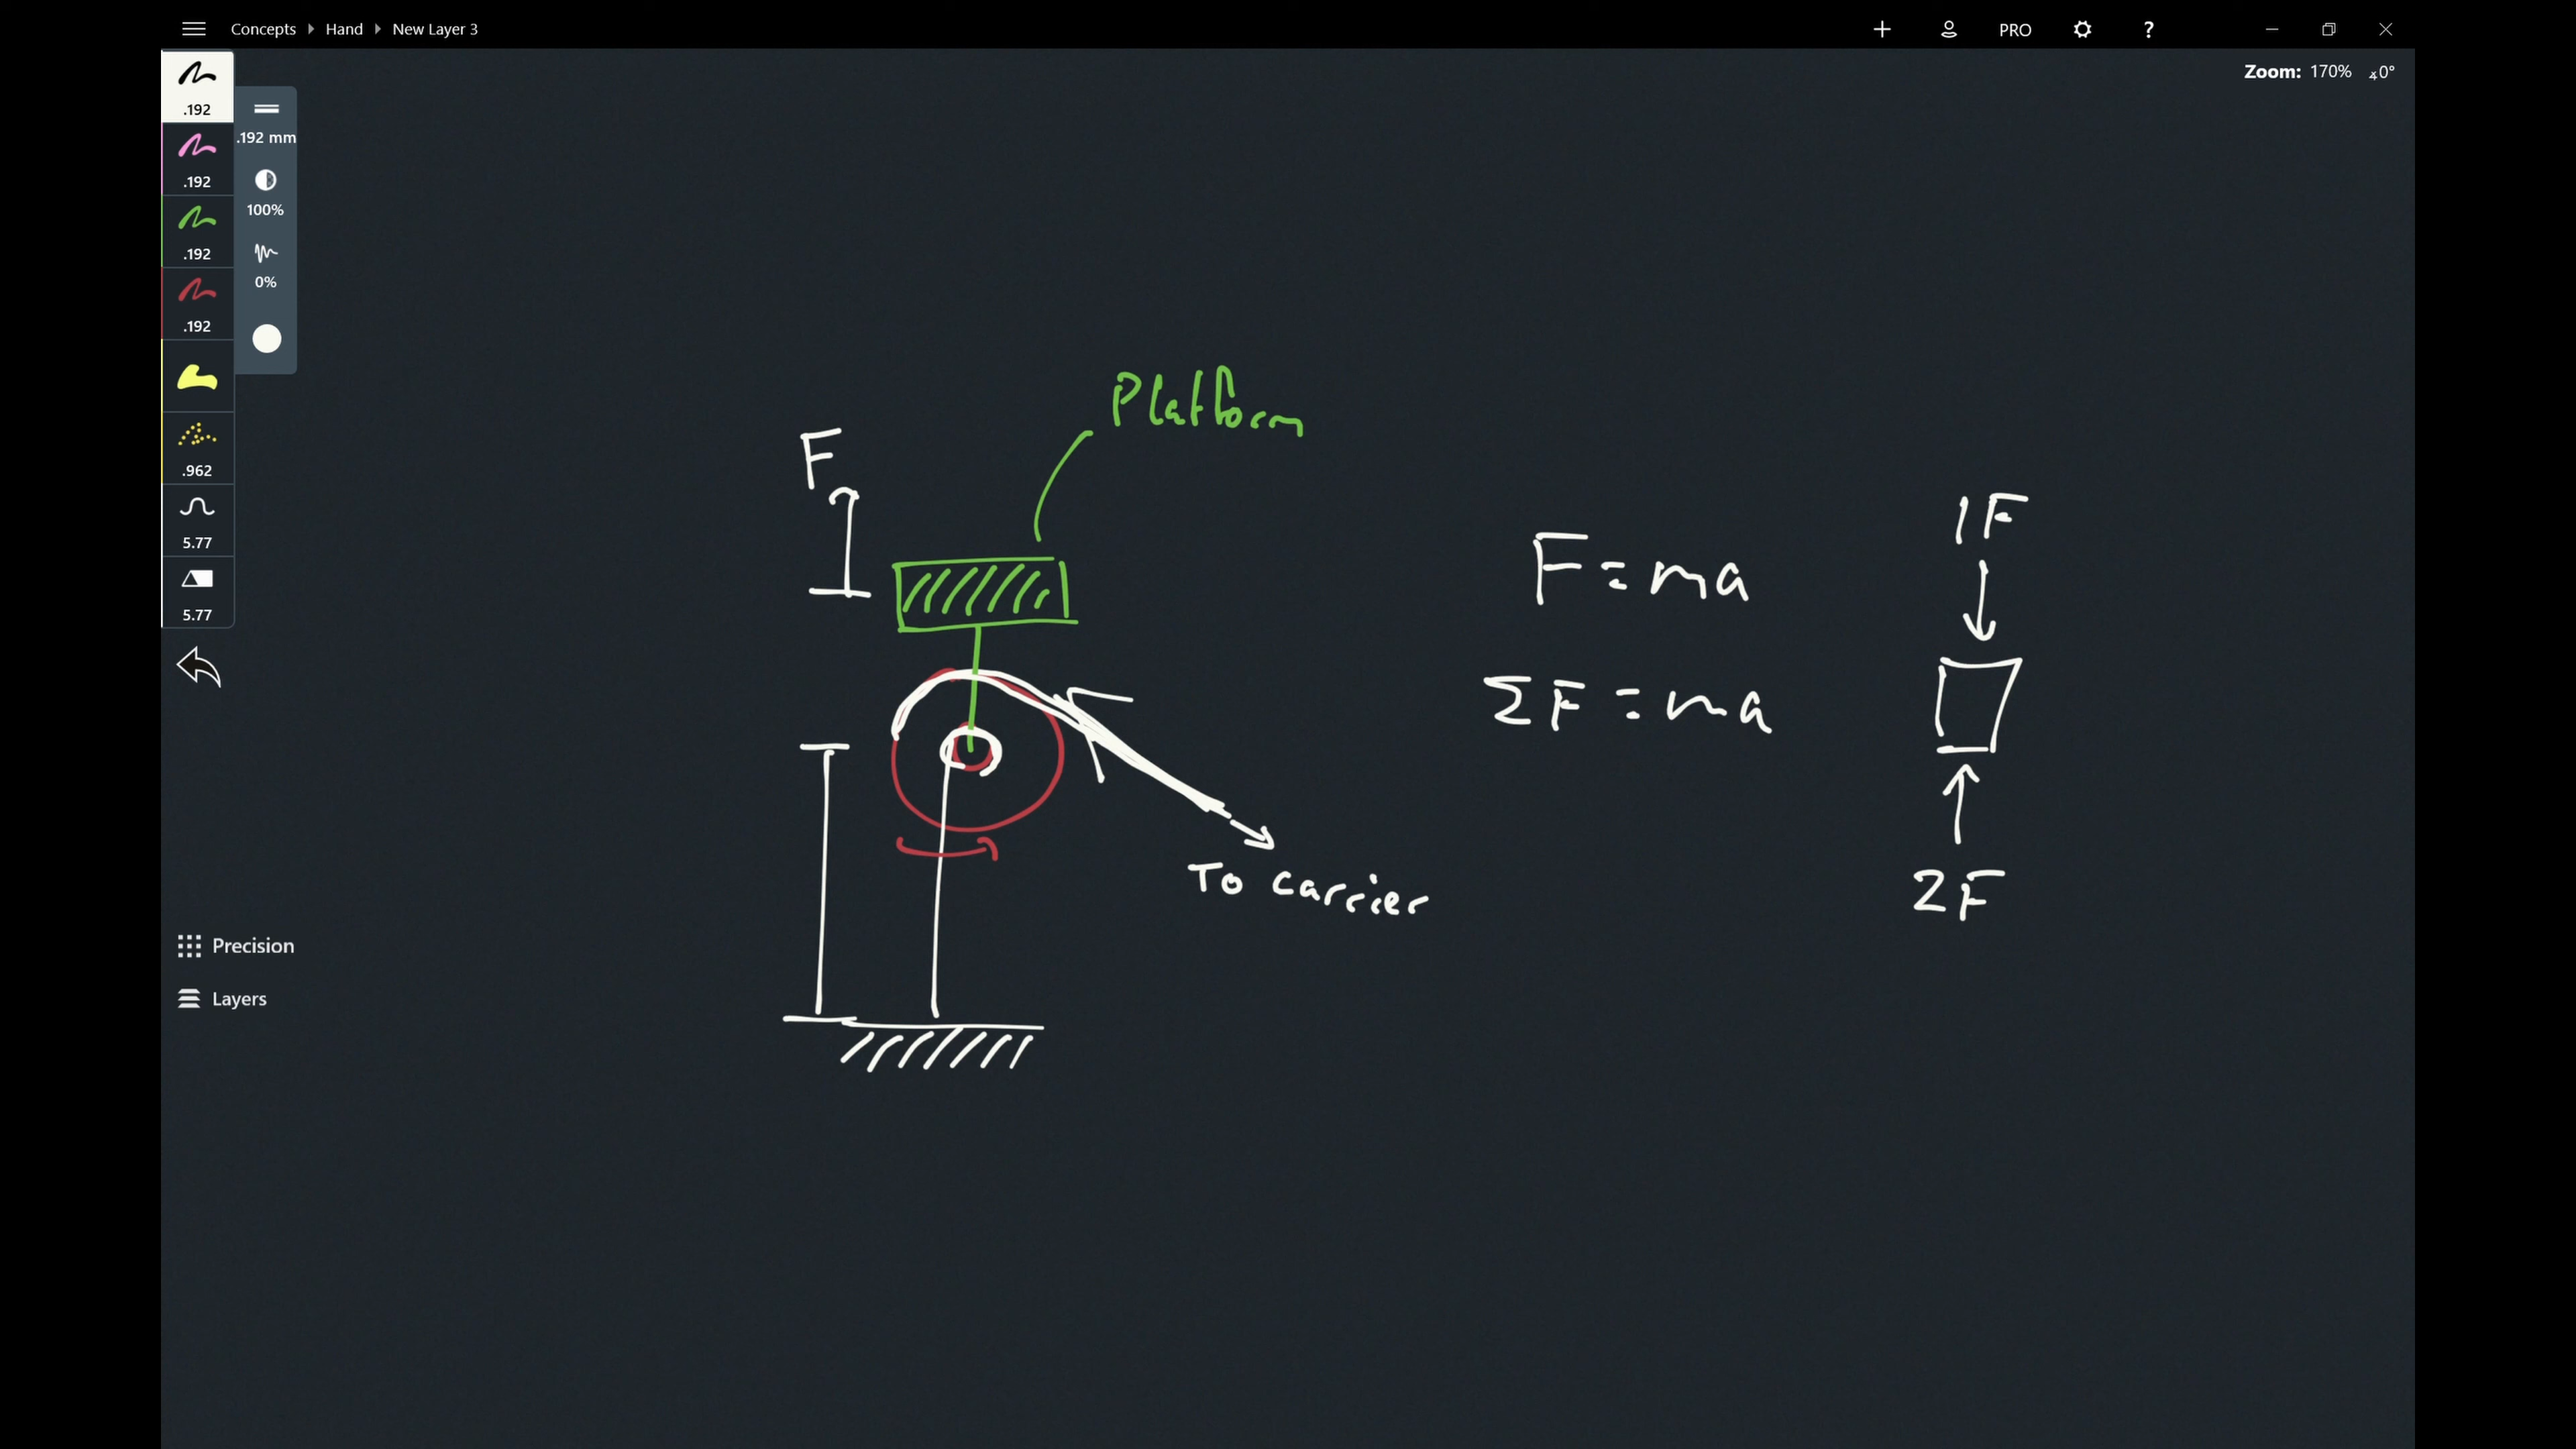 Concepts Hand New Layer 3
PRO
?
Zoom: 170% 0°
.192
.192 mm
.192
100%
.192
0%
.192
.962
5.77
5.77
Precision
Layers
Platform
F
To carrier
F = ma
ΣF = ma
1F
2F